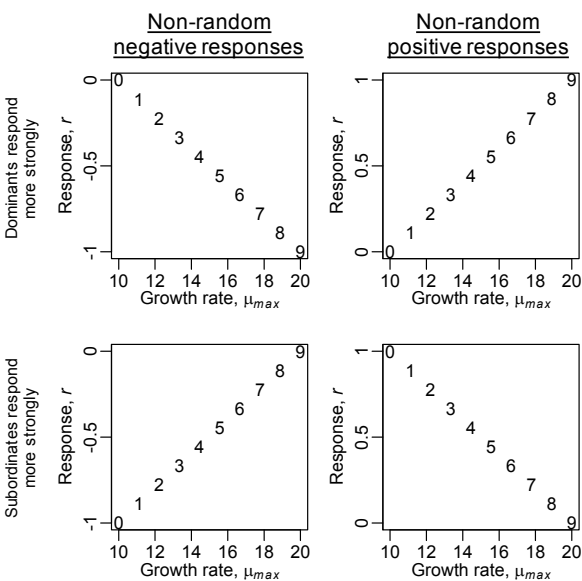 Non-random
negative responses
Non-random
positive responses
Dominants respond
more strongly
Response, r
0
-0.5
-1
0
1
2
3
4
5
6
7
8
9
10 12 14 16 18 20
Growth rate, μmax
Response, r
1
0.5
0
0
1
2
3
4
5
6
7
8
9
10 12 14 16 18 20
Growth rate, μmax
Subordinates respond
more strongly
Response, r
0
-0.5
-1
0
1
2
3
4
5
6
7
8
9
10 12 14 16 18 20
Growth rate, μmax
Response, r
1
0.5
0
0
1
2
3
4
5
6
7
8
9
10 12 14 16 18 20
Growth rate, μmax